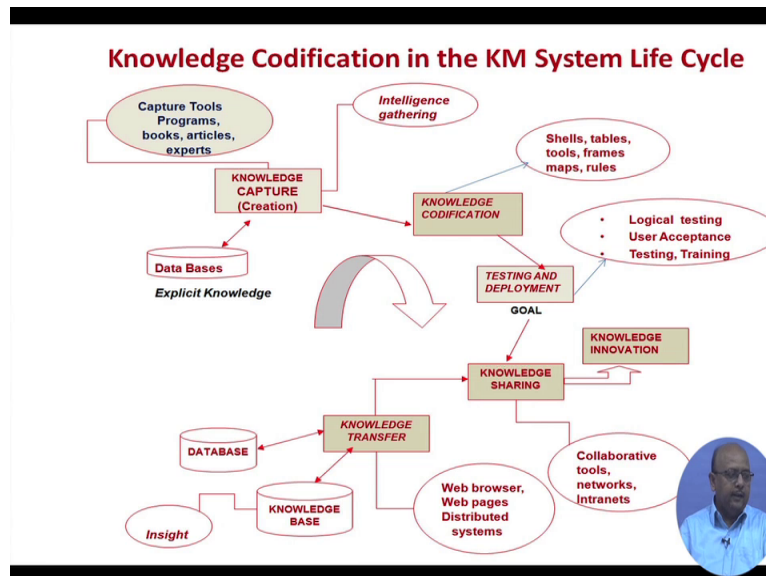 Knowledge Codification in the KM System Life Cycle
Capture Tools
Programs,
books, articles,
experts
Intelligence
gathering
Shells, tables,
tools, frames
maps, rules
KNOWLEDGE
CAPTURE
(Creation)
KNOWLEDGE
CODIFICATION
• Logical testing
• User Acceptance
• Testing, Training
Data Bases
Explicit Knowledge
TESTING AND
DEPLOYMENT
GOAL
KNOWLEDGE
INNOVATION
KNOWLEDGE
SHARING
KNOWLEDGE
TRANSFER
DATABASE
Collaborative
tools,
networks,
Intranets
Web browser,
Web pages
Distributed
systems
KNOWLEDGE
BASE
Insight